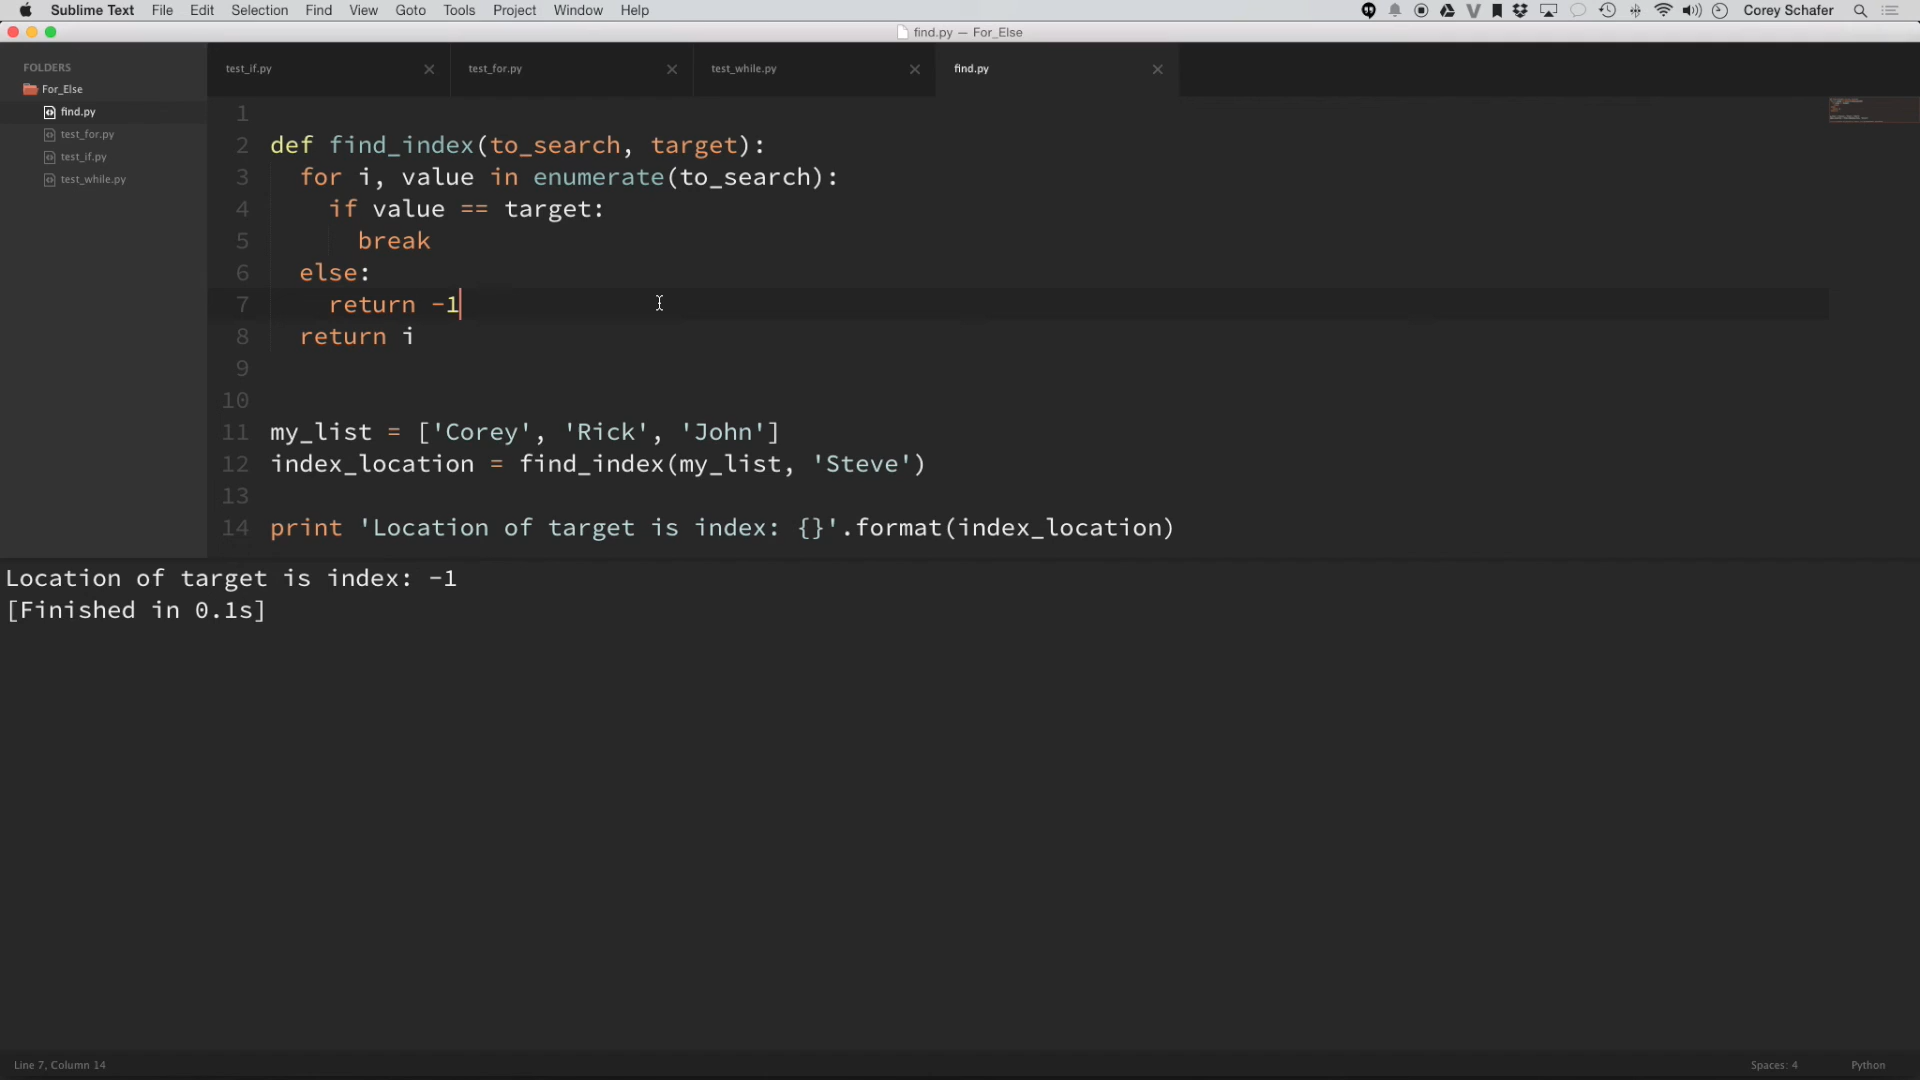 Sublime Text File Edit Selection Find View Goto Tools Project Window Help Corey Schafer
find.py — For_Else
FOLDERS
For_Else
find.py
test_for.py
test_if.py
test_while.py
test_if.py test_for.py test_while.py find.py
1
2 def find_index(to_search, target):
3 for i, value in enumerate(to_search):
4 if value == target:
5 break
6 else:
7 return -1
8 return i
9
10
11 my_list = ['Corey', 'Rick', 'John']
12 index_location = find_index(my_list, 'Steve')
13
14 print 'Location of target is index: {}'.format(index_location)
Location of target is index: -1
[Finished in 0.1s]
Line 7, Column 14 Spaces: 4 Python